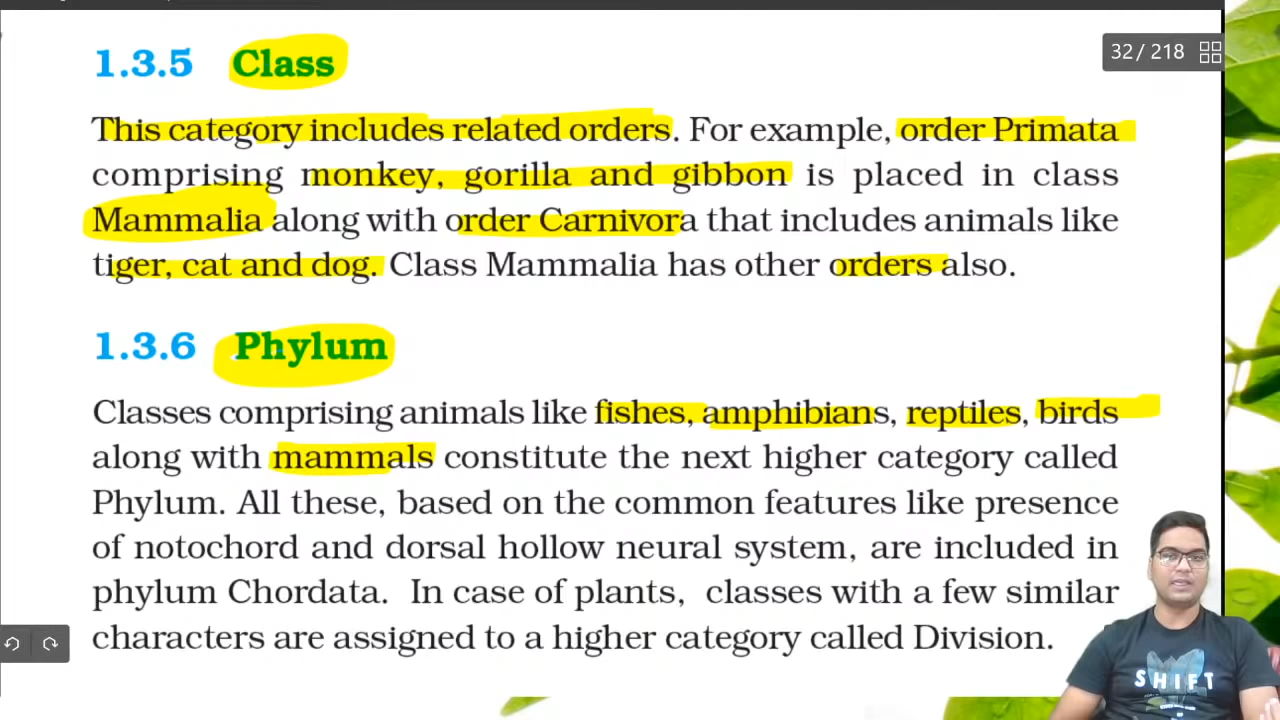 32 / 218
1.3.5 Class
This category includes related orders. For example, order Primata
comprising monkey, gorilla and gibbon is placed in class
Mammalia along with order Carnivora that includes animals like
tiger, cat and dog. Class Mammalia has other orders also.
1.3.6 Phylum
Classes comprising animals like fishes, amphibians, reptiles, birds
along with mammals constitute the next higher category called
Phylum. All these, based on the common features like presence
of notochord and dorsal hollow neural system, are included in
phylum Chordata. In case of plants, classes with a few similar
characters are assigned to a higher category called Division.
SHIFT